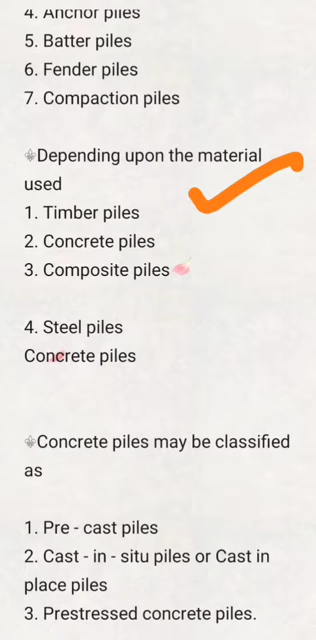 4. Anchor piles
5. Batter piles
6. Fender piles
7. Compaction piles
⚜Depending upon the material
used
1. Timber piles
2. Concrete piles
3. Composite piles
4. Steel piles
Concrete piles
⚜Concrete piles may be classified
as
1. Pre - cast piles
2. Cast - in - situ piles or Cast in
place piles
3. Prestressed concrete piles.